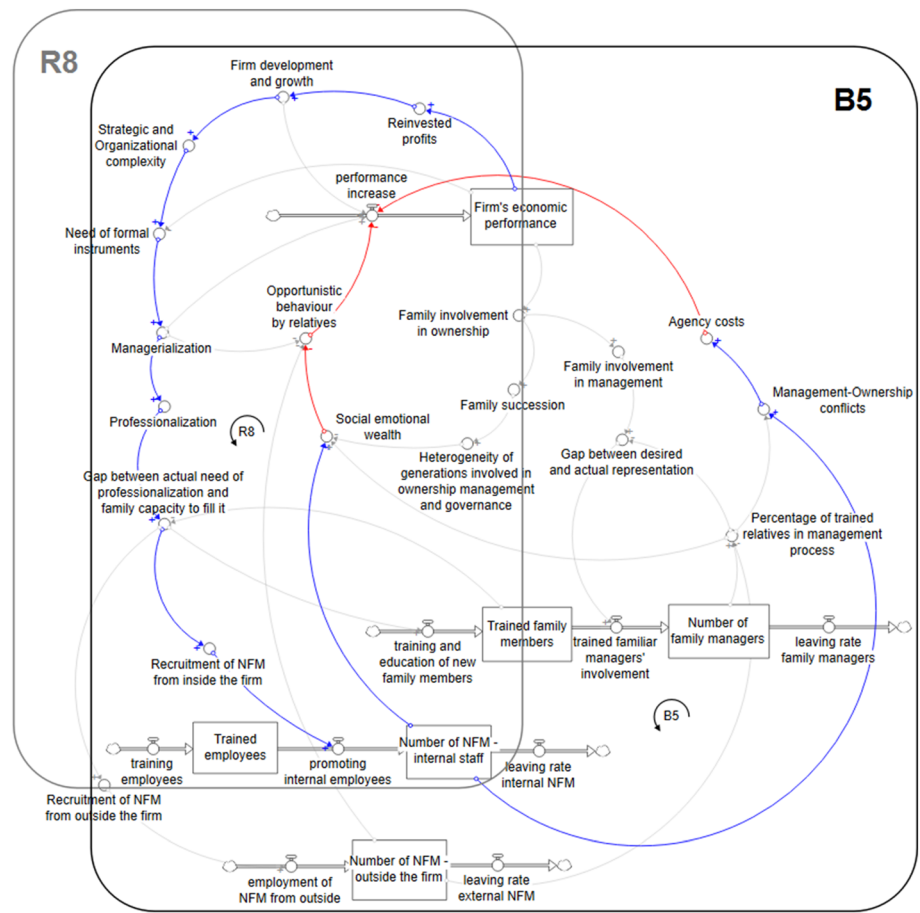 R8
B5
Firm development
and growth
Reinvested
profits
Strategic and
Organizational
complexity
performance
increase
Firm's economic
performance
Need of formal
instruments
Opportunistic
behaviour
by relatives
Family involvement
in ownership
Agency costs
Managerialization
Family involvement
in management
Management-Ownership
conflicts
Family succession
Professionalization
R8
Social emotional
wealth
Heterogeneity of
generations involved in
ownership management
and governance
Gap between desired
and actual representation
Gap between actual need of
professionalization and
family capacity to fill it
Percentage of trained
relatives in management
process
Trained family
members
Number of
family managers
training and
education of new
family members
trained familiar
managers'
involvement
leaving rate
family managers
Recruitment of NFM
from inside the firm
B5
Trained
employees
Number of NFM -
internal staff
training
employees
promoting
internal employees
leaving rate
internal NFM
Recruitment of NFM
from outside the firm
Number of NFM -
outside the firm
employment of
NFM from outside
leaving rate
external NFM